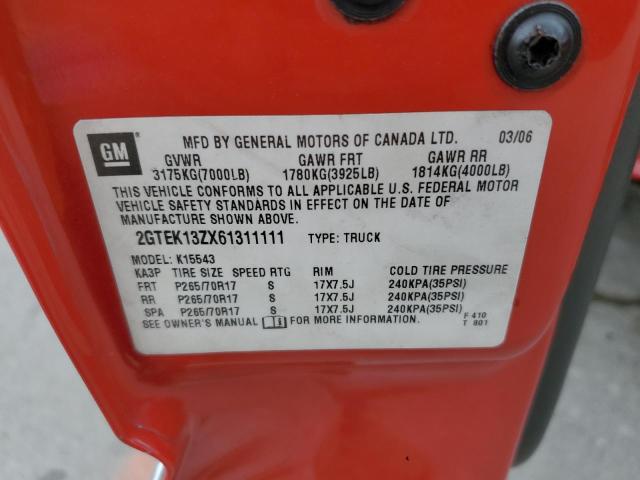 GM
MFD BY GENERAL MOTORS OF CANADA LTD. 03/06
GVWR GAWR FRT GAWR RR
3175KG(7000LB) 1780KG(3925LB) 1814KG(4000LB)
THIS VEHICLE CONFORMS TO ALL APPLICABLE U.S. FEDERAL MOTOR
VEHICLE SAFETY STANDARDS IN EFFECT ON THE DATE OF
MANUFACTURE SHOWN ABOVE.
2GTEK13ZX61311111 TYPE: TRUCK
MODEL: K15543
KA3P TIRE SIZE SPEED RTG RIM COLD TIRE PRESSURE
FRT P265/70R17 S 17X7.5J 240KPA(35PSI)
RR P265/70R17 S 17X7.5J 240KPA(35PSI)
SPA P265/70R17 S 17X7.5J 240KPA(35PSI)
SEE OWNER'S MANUAL FOR MORE INFORMATION. F 410
T 801